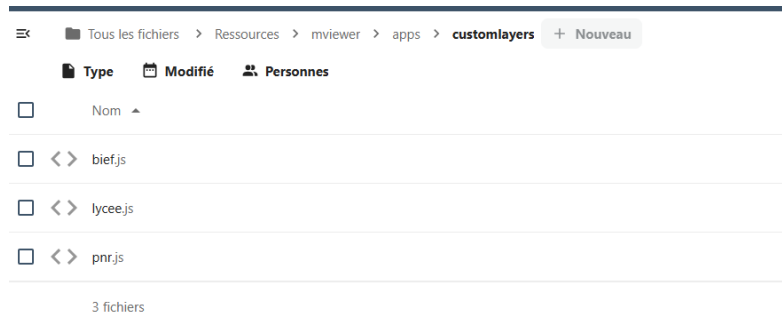 Tous les fichiers > Ressources > mviewer > apps > customlayers + Nouveau
Type Modifié Personnes
Nom
bief.js
lycee.js
pnr.js
3 fichiers